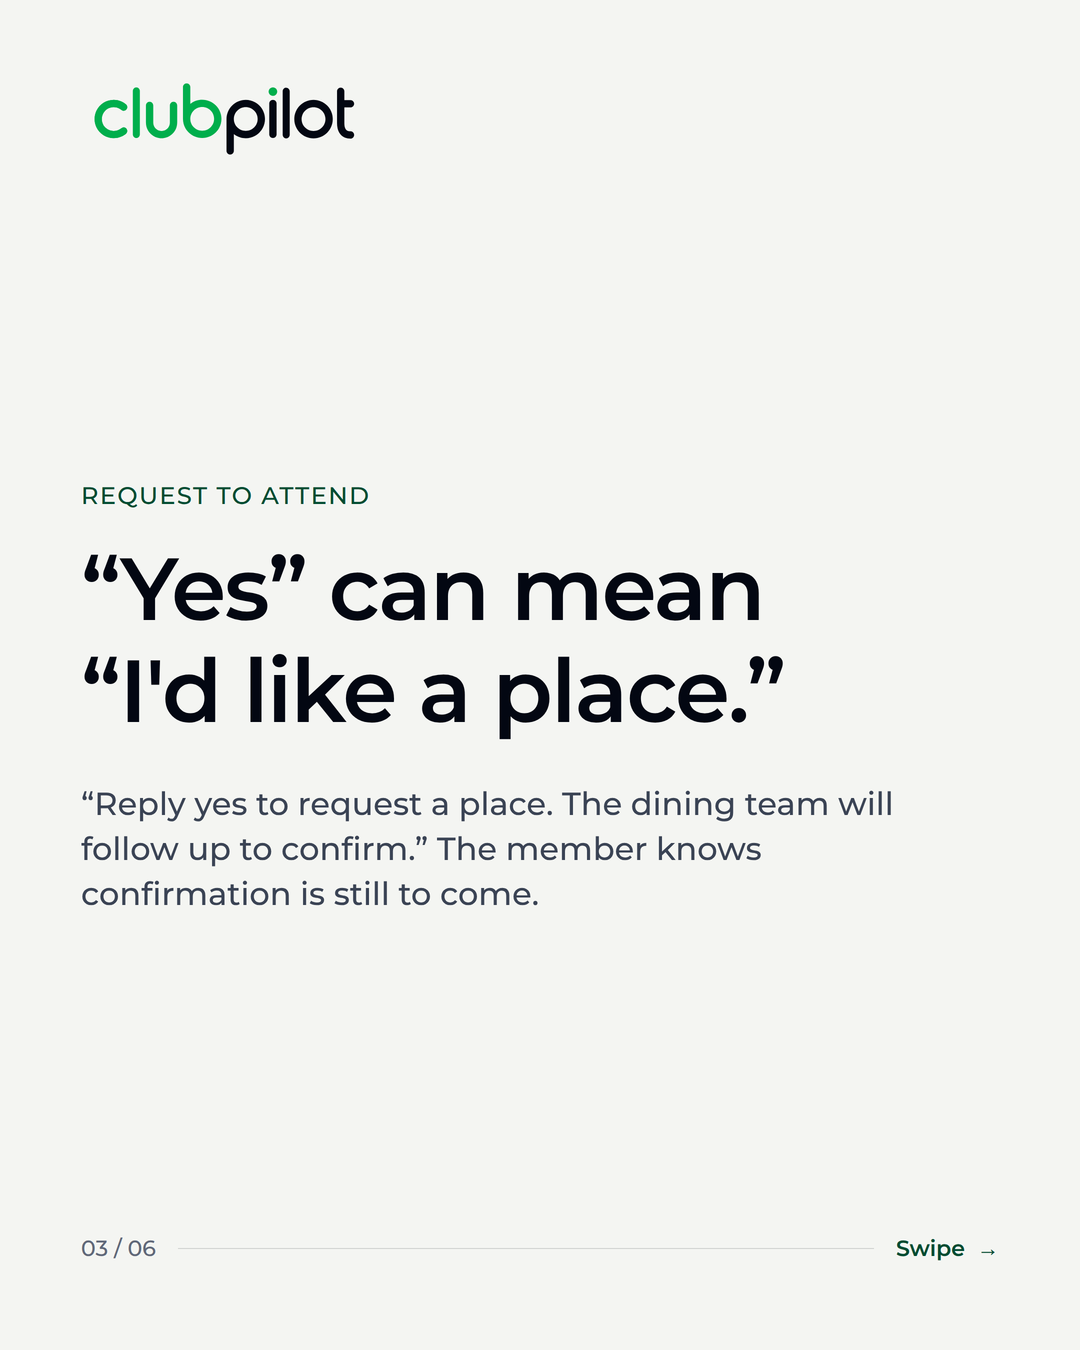 clubpilot
REQUEST TO ATTEND
“Yes” can mean
“I'd like a place.”
“Reply yes to request a place. The dining team will
follow up to confirm.” The member knows
confirmation is still to come.
03 / 06
Swipe →